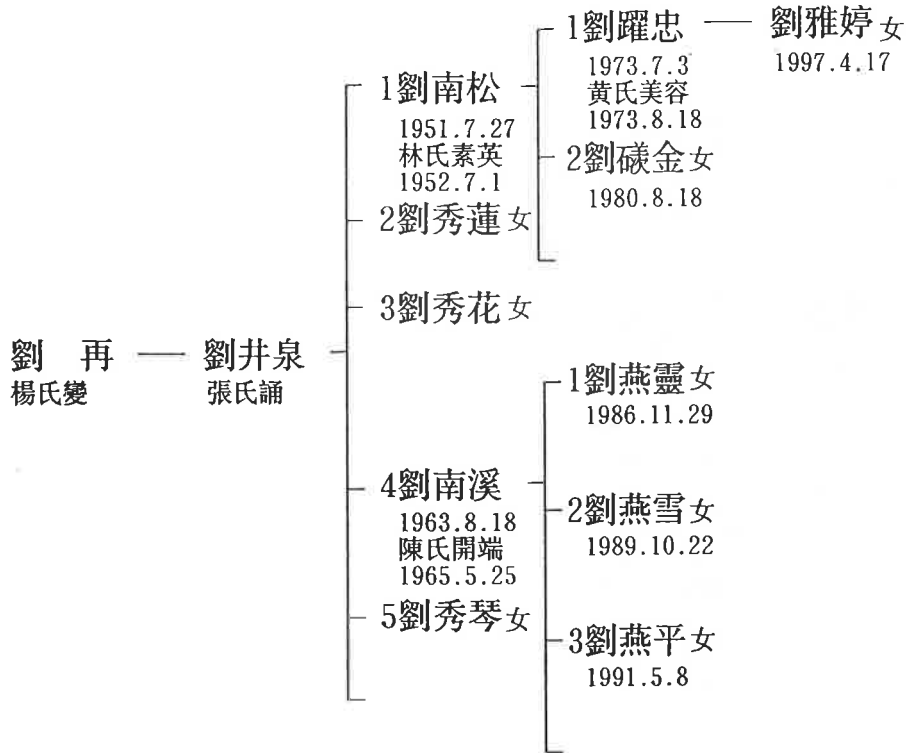 劉　再
楊氏變
劉井泉
張氏誦
1劉南松
1951.7.27
林氏素英
1952.7.1
2劉秀蓮女
3劉秀花女
4劉南溪
1963.8.18
陳氏開端
1965.5.25
5劉秀琴女
1劉躍忠
1973.7.3
黃氏美容
1973.8.18
2劉䃸金女
1980.8.18
劉雅婷女
1997.4.17
1劉燕靈女
1986.11.29
2劉燕雪女
1989.10.22
3劉燕平女
1991.5.8